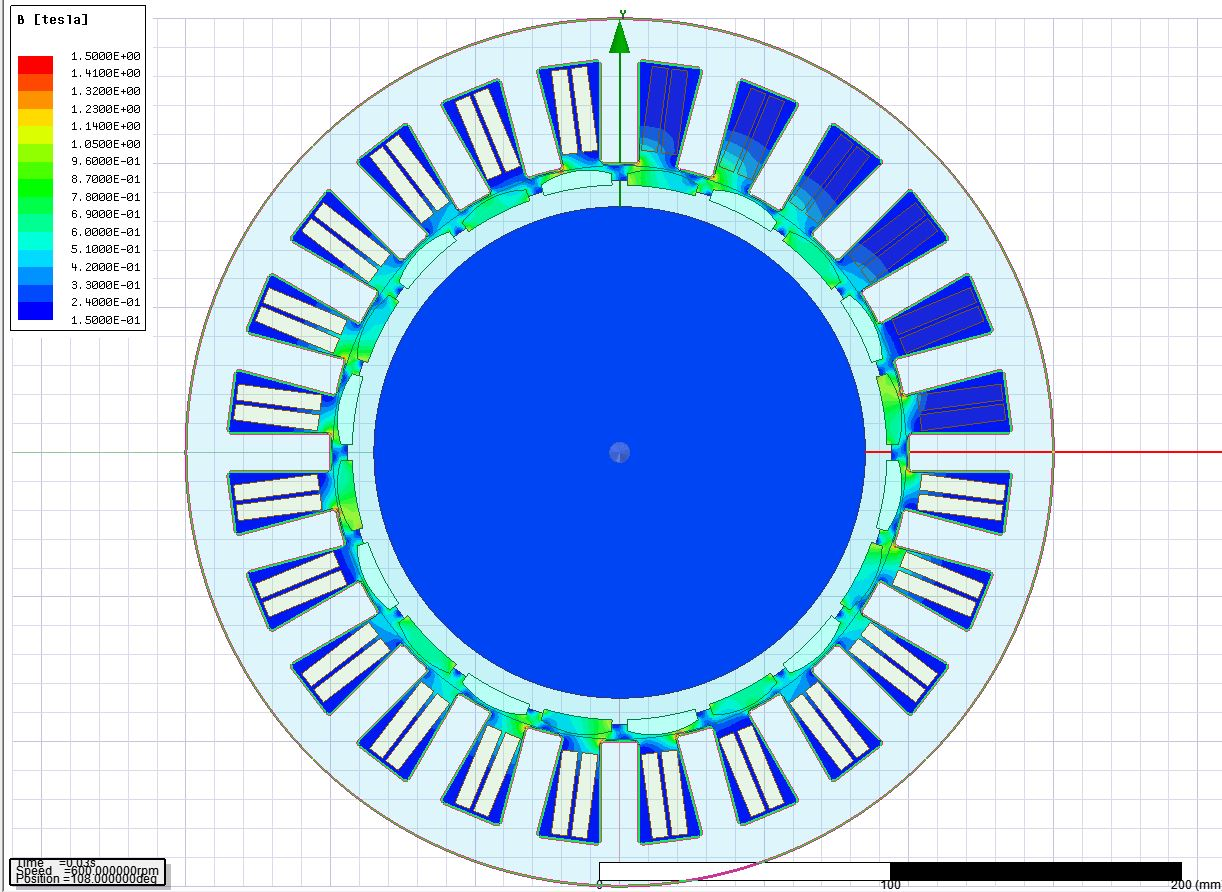 B [tesla]
1.5000E+00
1.4100E+00
1.3200E+00
1.2300E+00
1.1400E+00
1.0500E+00
9.6000E-01
8.7000E-01
7.8000E-01
6.9000E-01
6.0000E-01
5.1000E-01
4.2000E-01
3.3000E-01
2.4000E-01
1.5000E-01
Y
Time =0.03s
Speed =600.000000rpm
Position =108.000000deg
0 100 200 (mm